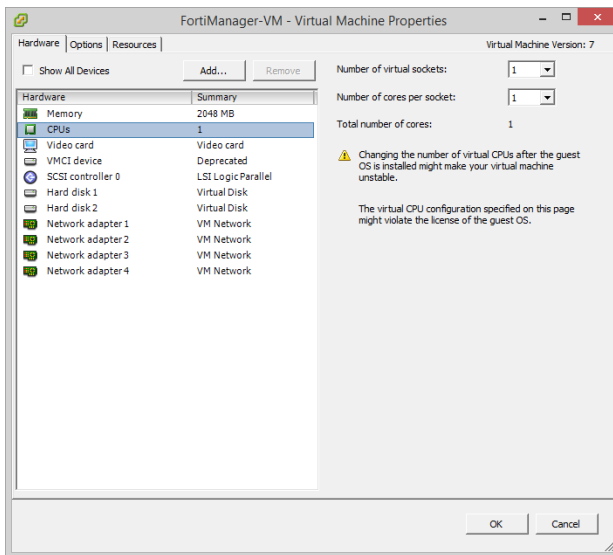 FortiManager-VM - Virtual Machine Properties
Hardware Options Resources Virtual Machine Version: 7
Show All Devices Add... Remove
Hardware Summary
Memory 2048 MB
CPUs 1
Video card Video card
VMCI device Deprecated
SCSI controller 0 LSI Logic Parallel
Hard disk 1 Virtual Disk
Hard disk 2 Virtual Disk
Network adapter 1 VM Network
Network adapter 2 VM Network
Network adapter 3 VM Network
Network adapter 4 VM Network
Number of virtual sockets: 1
Number of cores per socket: 1
Total number of cores: 1
Changing the number of virtual CPUs after the guest
OS is installed might make your virtual machine
unstable.
The virtual CPU configuration specified on this page
might violate the license of the guest OS.
OK Cancel